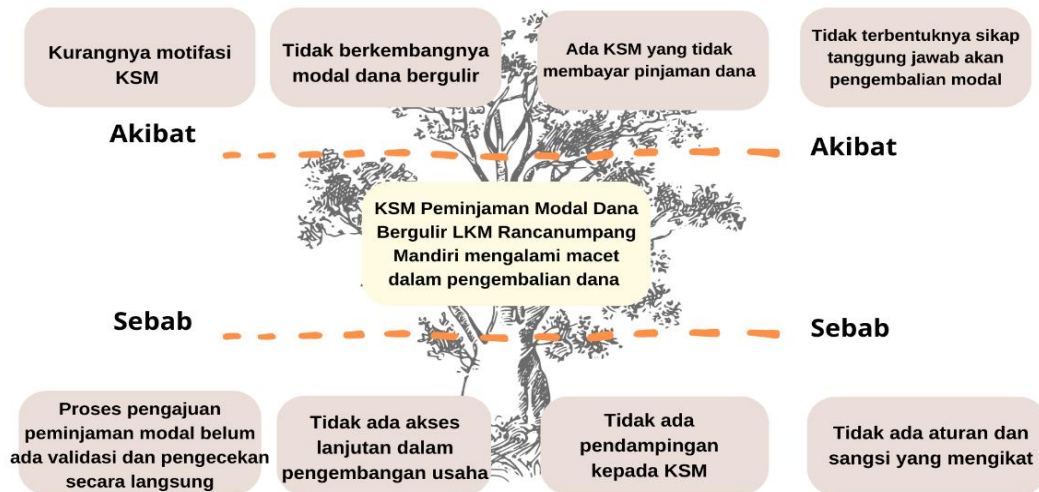 Kurangnya motifasi
KSM
Tidak berkembangnya
modal dana bergulir
Ada KSM yang tidak
membayar pinjaman dana
Tidak terbentuknya sikap
tanggung jawab akan
pengembalian modal
Akibat
Akibat
KSM Peminjaman Modal Dana
Bergulir LKM Rancanumpang
Mandiri mengalami macet
dalam pengembalian dana
Sebab
Sebab
Proses pengajuan
peminjaman modal belum
ada validasi dan pengecekan
secara langsung
Tidak ada akses
lanjutan dalam
pengembangan usaha
Tidak ada
pendampingan
kepada KSM
Tidak ada aturan dan
sangsi yang mengikat